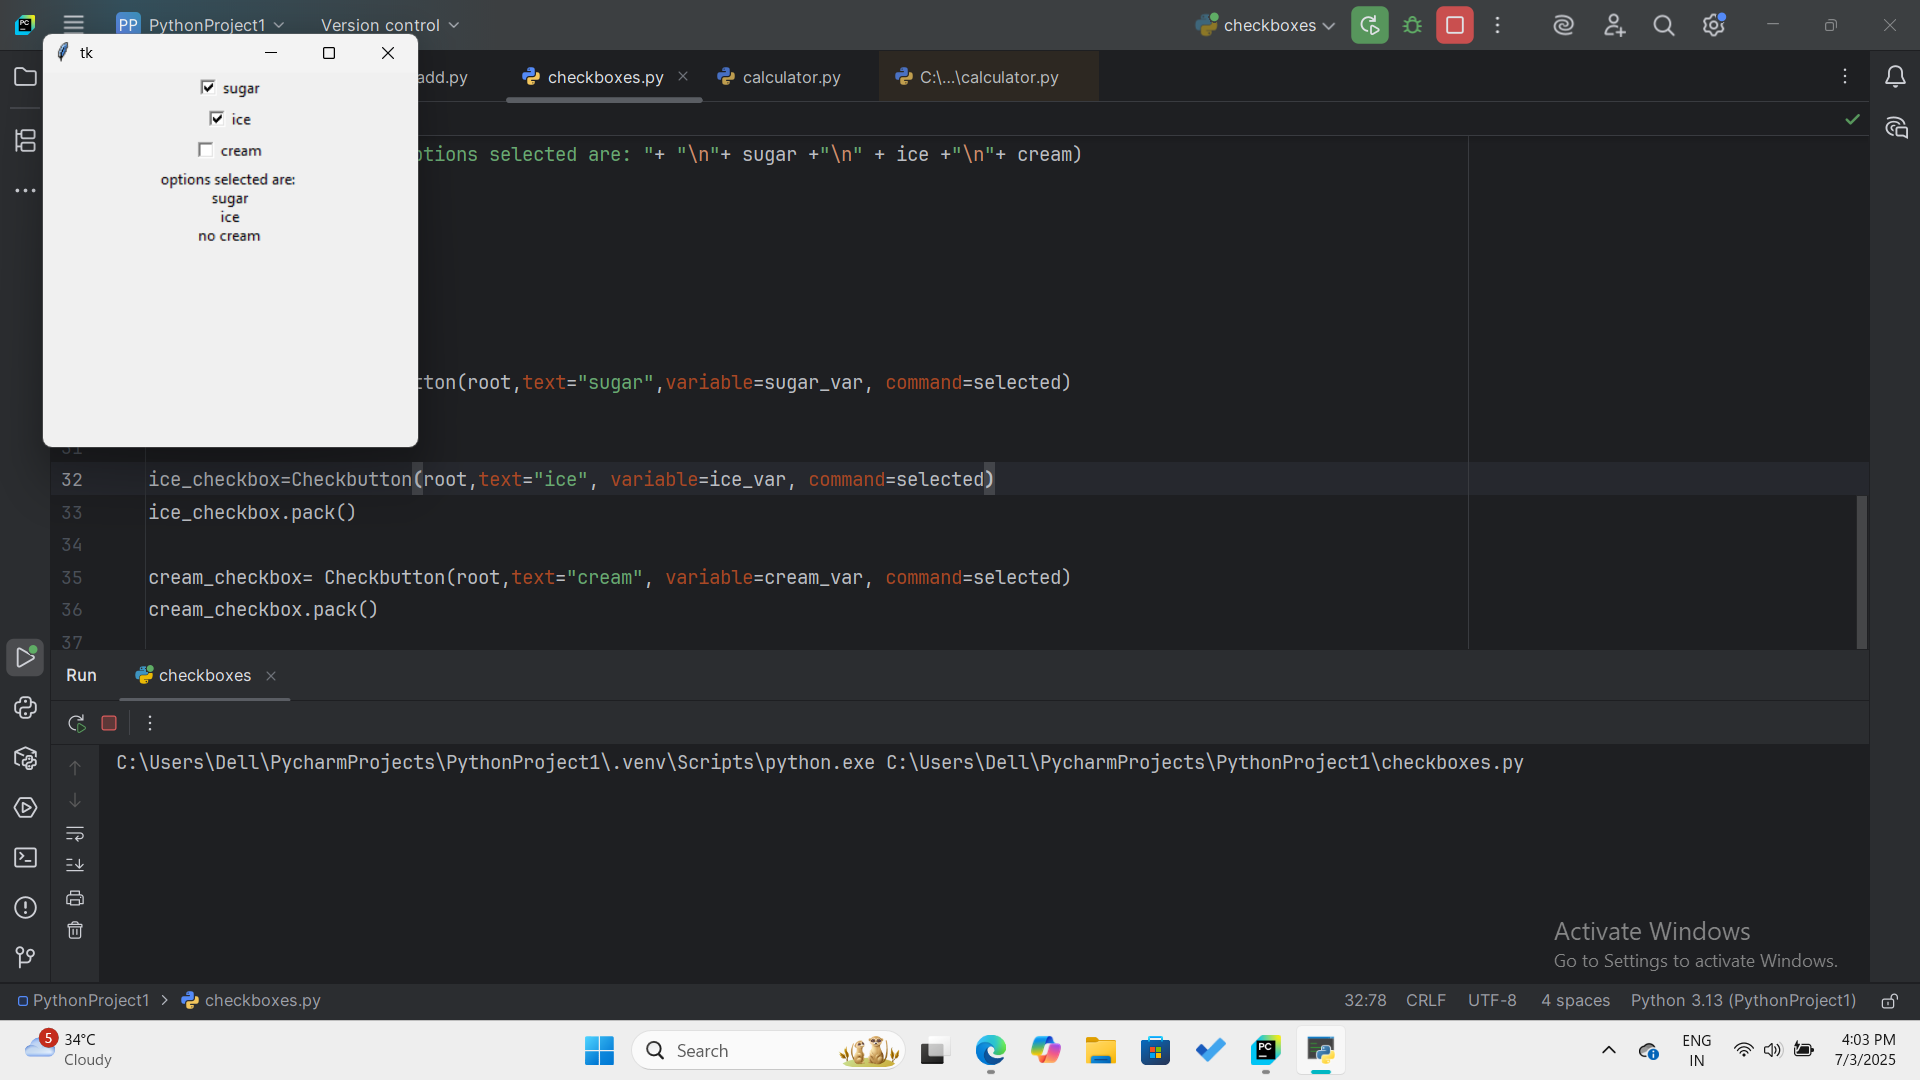 PC
PP PythonProject1
Version control
checkboxes
tk
sugar
ice
cream
options selected are:
sugar
ice
no cream
add.py
checkboxes.py
calculator.py
C:\...\calculator.py
ptions selected are: "+ "\n"+ sugar +"\n" + ice +"\n"+ cream)
tton(root,text="sugar",variable=sugar_var, command=selected)
31
32 ice_checkbox=Checkbutton(root,text="ice", variable=ice_var, command=selected)
33 ice_checkbox.pack()
34
35 cream_checkbox= Checkbutton(root,text="cream", variable=cream_var, command=selected)
36 cream_checkbox.pack()
37
Run
checkboxes
C:\Users\Dell\PycharmProjects\PythonProject1\.venv\Scripts\python.exe C:\Users\Dell\PycharmProjects\PythonProject1\checkboxes.py
Activate Windows
Go to Settings to activate Windows.
PythonProject1
checkboxes.py
32:78
CRLF
UTF-8
4 spaces
Python 3.13 (PythonProject1)
5
34°C
Cloudy
Search
PC
ENG
IN
4:03 PM
7/3/2025